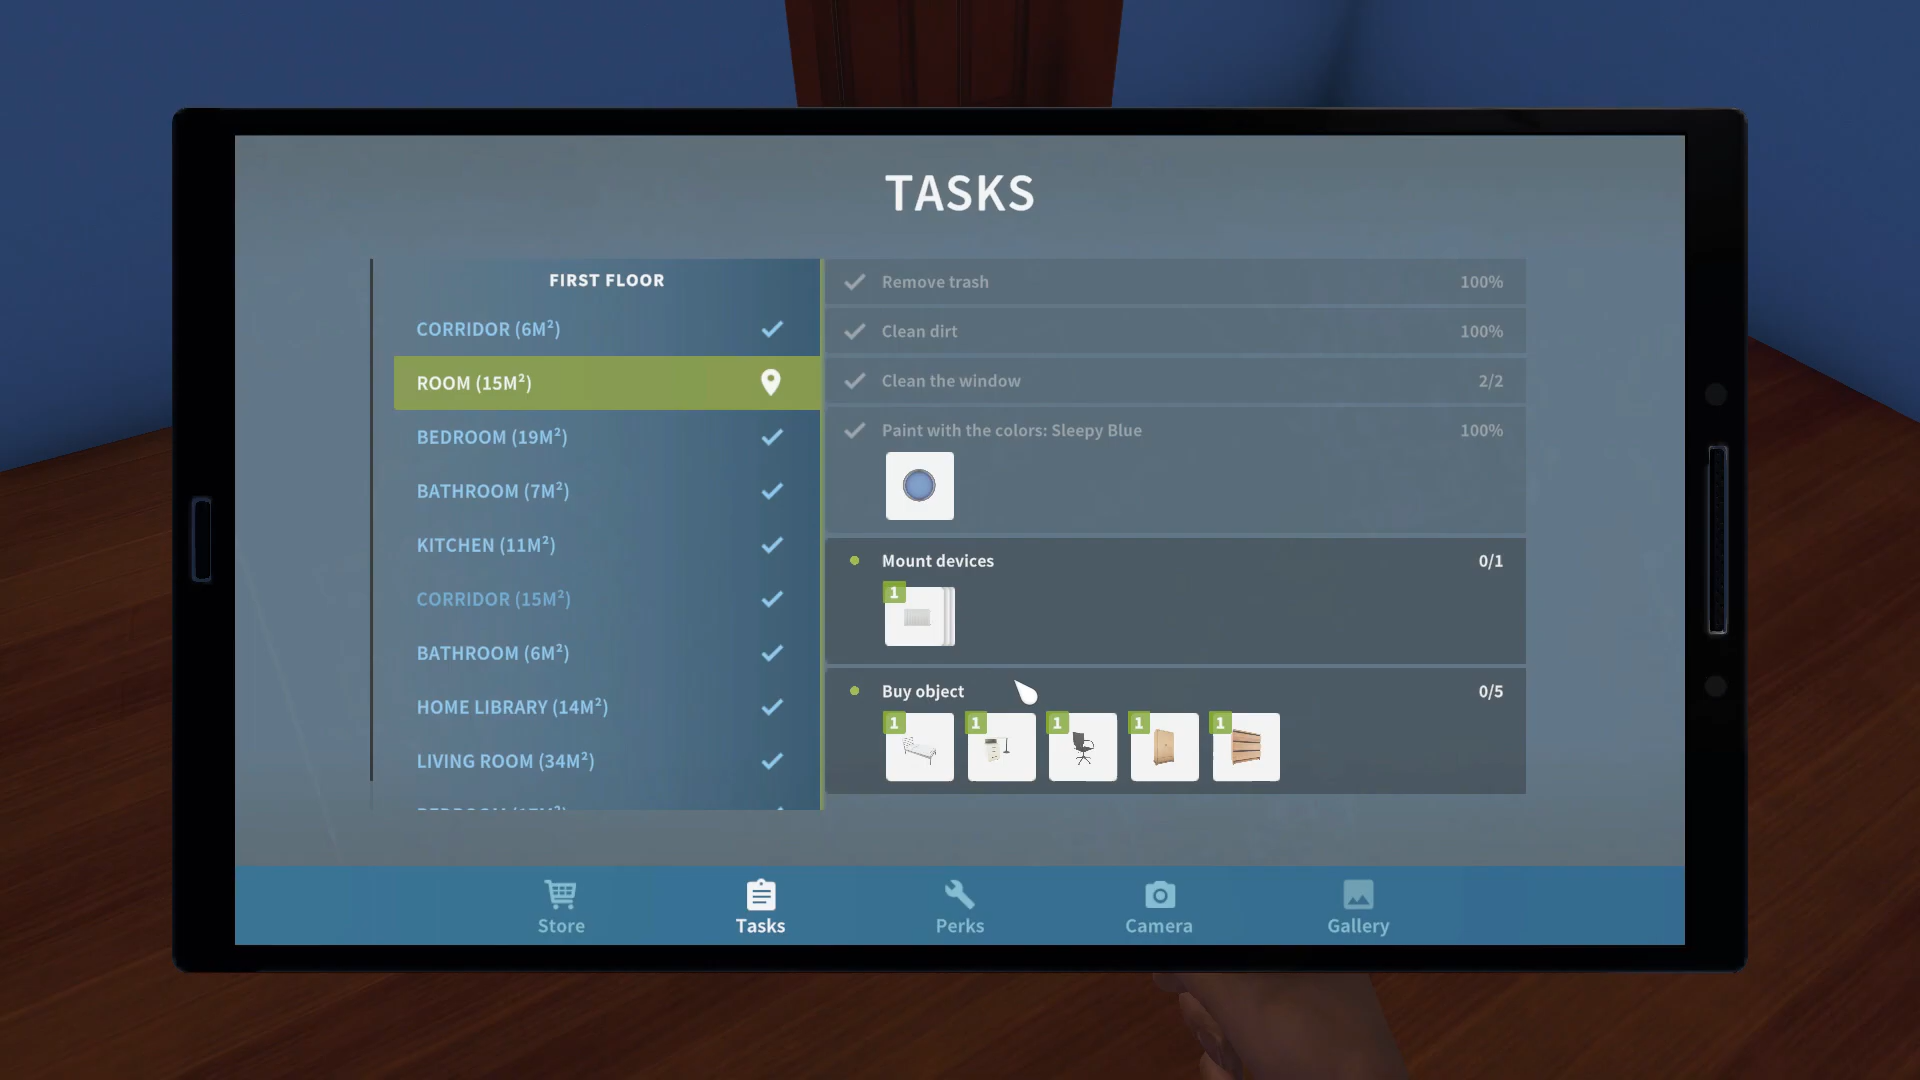 TASKS
FIRST FLOOR
CORRIDOR (6M²)
ROOM (15M²)
BEDROOM (19M²)
BATHROOM (7M²)
KITCHEN (11M²)
CORRIDOR (15M²)
BATHROOM (6M²)
HOME LIBRARY (14M²)
LIVING ROOM (34M²)
Remove trash 100%
Clean dirt 100%
Clean the window 2/2
Paint with the colors: Sleepy Blue 100%
Mount devices 0/1
1
Buy object 0/5
1 1 1 1 1
Store Tasks Perks Camera Gallery